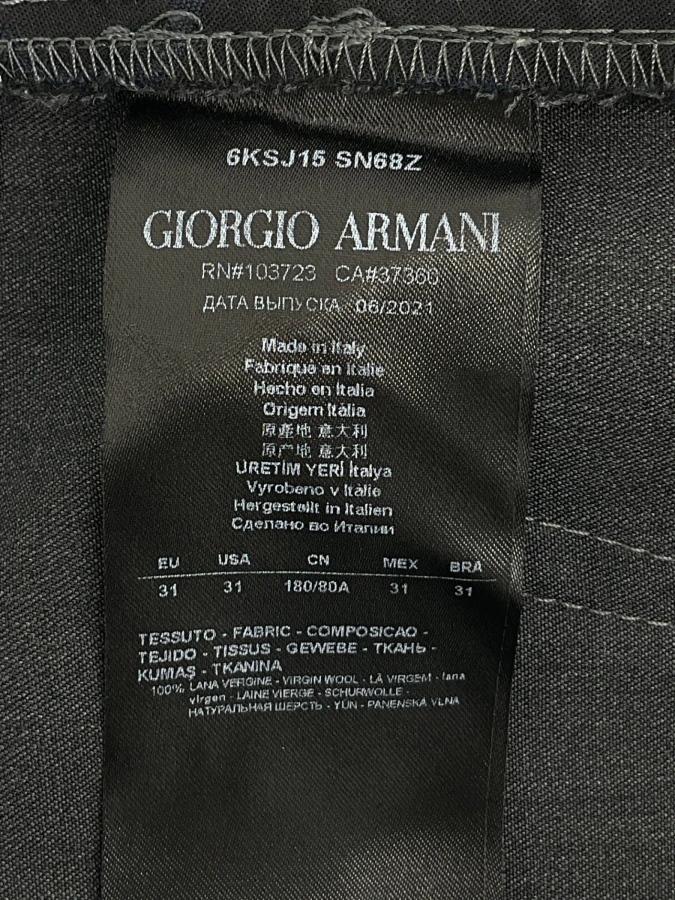 6KSJ15 SN68Z
GIORGIO ARMANI
RN#103723 CA#37360
ДАТА ВЫПУСКА 06/2021
Made in Italy
Fabriqué en Italie
Hecho en Italia
Origem Itália
原產地 意大利
原产地 意大利
ÜRETİM YERİ İtalya
Vyrobeno v Itálie
Hergestellt in Italien
Сделано во Италии
EU USA CN MEX BRA
31 31 180/80A 31 31
TESSUTO - FABRIC - COMPOSICAO -
TEJIDO - TISSUS - GEWEBE - ТКАНЬ -
KUMAŞ - TKANINA
100% LANA VERGINE - VIRGIN WOOL - LÃ VIRGEM - lana
virgen - LAINE VIERGE - SCHURWOLLE -
НАТУРАЛЬНАЯ ШЕРСТЬ - YÜN - PANENSKÁ VLNA